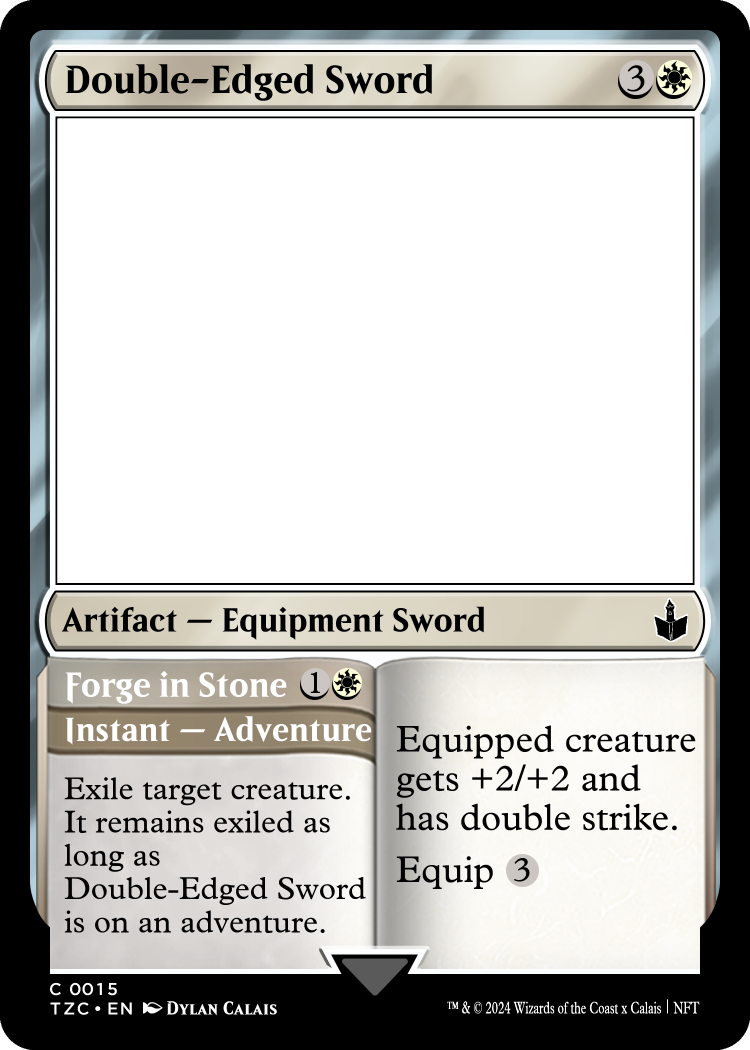 Double-Edged Sword 3
Artifact — Equipment Sword
Forge in Stone 1
Instant — Adventure
Exile target creature.
It remains exiled as
long as
Double-Edged Sword
is on an adventure.
Equipped creature
gets +2/+2 and
has double strike.
Equip 3
C 0015
TZC • EN DYLAN CALAIS
™ & © 2024 Wizards of the Coast x Calais | NFT